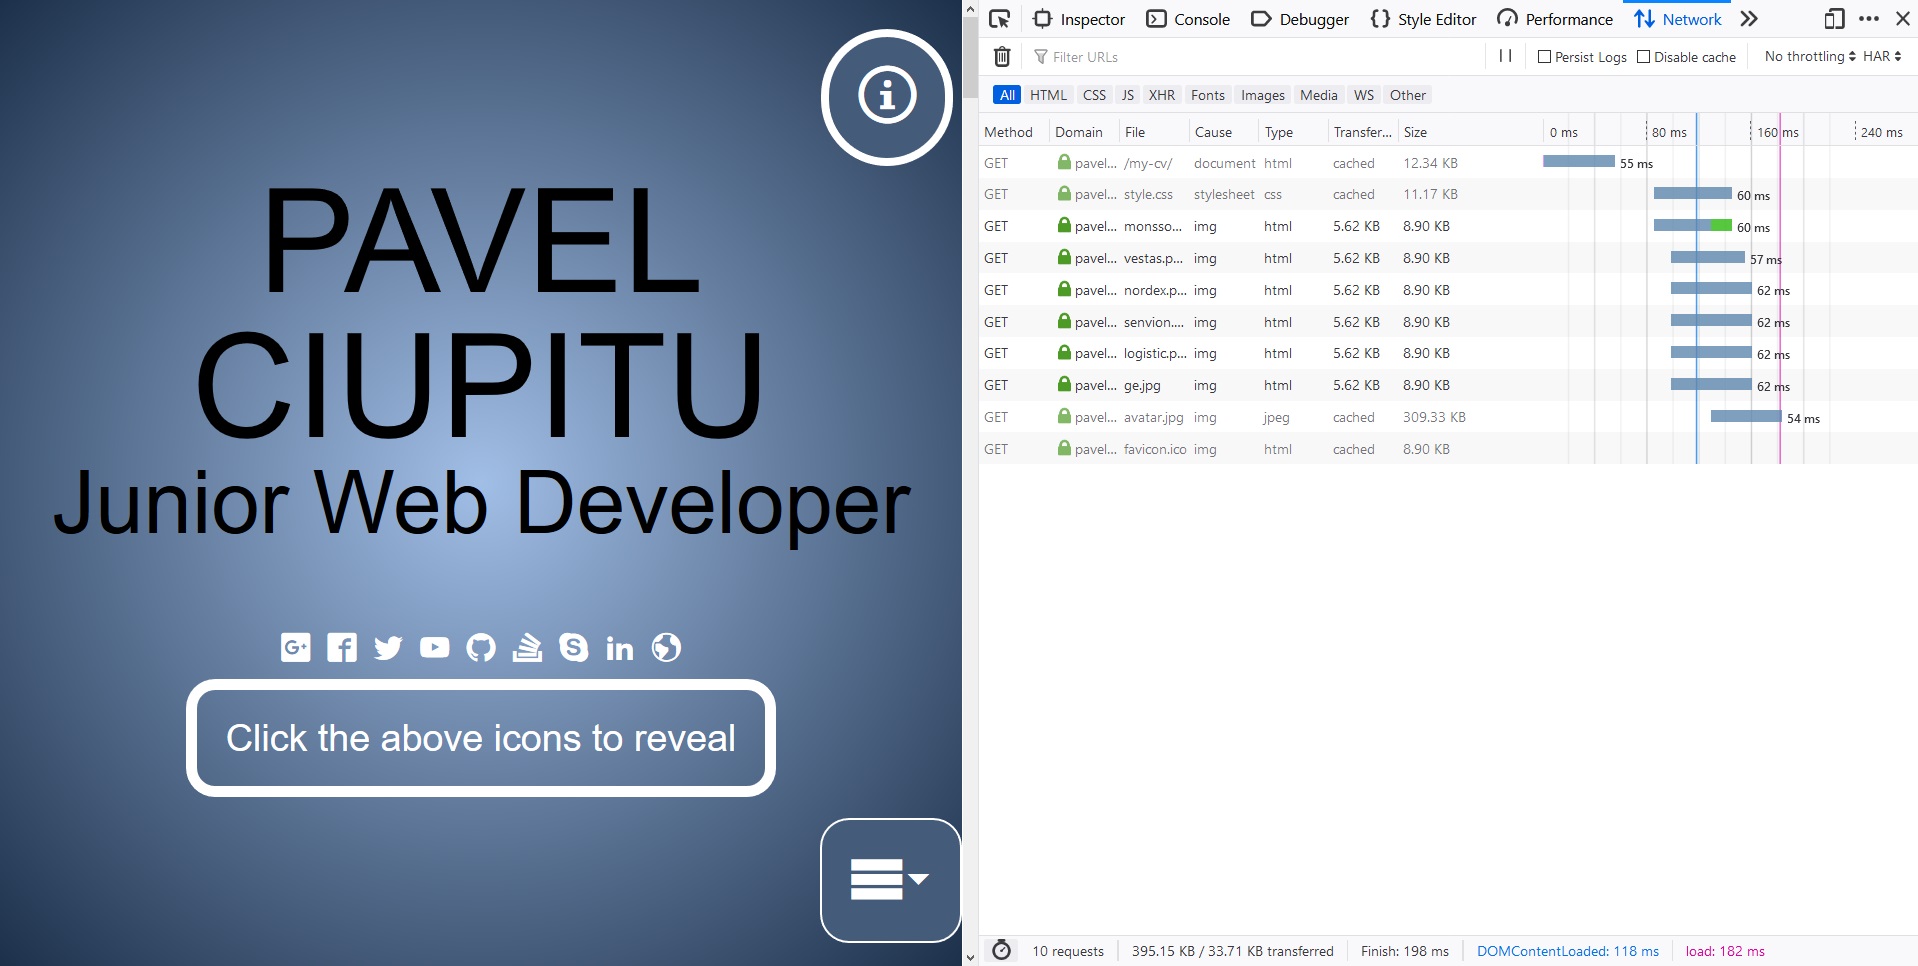 PAVEL
CIUPITU
Junior Web Developer
G+
Click the above icons to reveal
Inspector Console Debugger Style Editor Performance Network
Filter URLs Persist Logs Disable cache No throttling HAR
All HTML CSS JS XHR Fonts Images Media WS Other
Method Domain File Cause Type Transfer... Size 0 ms 80 ms 160 ms 240 ms
GET pavel... /my-cv/ document html cached 12.34 KB 55 ms
GET pavel... style.css stylesheet css cached 11.17 KB 60 ms
GET pavel... monsso... img html 5.62 KB 8.90 KB 60 ms
GET pavel... vestas.p... img html 5.62 KB 8.90 KB 57 ms
GET pavel... nordex.p... img html 5.62 KB 8.90 KB 62 ms
GET pavel... senvion.... img html 5.62 KB 8.90 KB 62 ms
GET pavel... logistic.p... img html 5.62 KB 8.90 KB 62 ms
GET pavel... ge.jpg img html 5.62 KB 8.90 KB 62 ms
GET pavel... avatar.jpg img jpeg cached 309.33 KB 54 ms
GET pavel... favicon.ico img html cached 8.90 KB
10 requests 395.15 KB / 33.71 KB transferred Finish: 198 ms DOMContentLoaded: 118 ms load: 182 ms